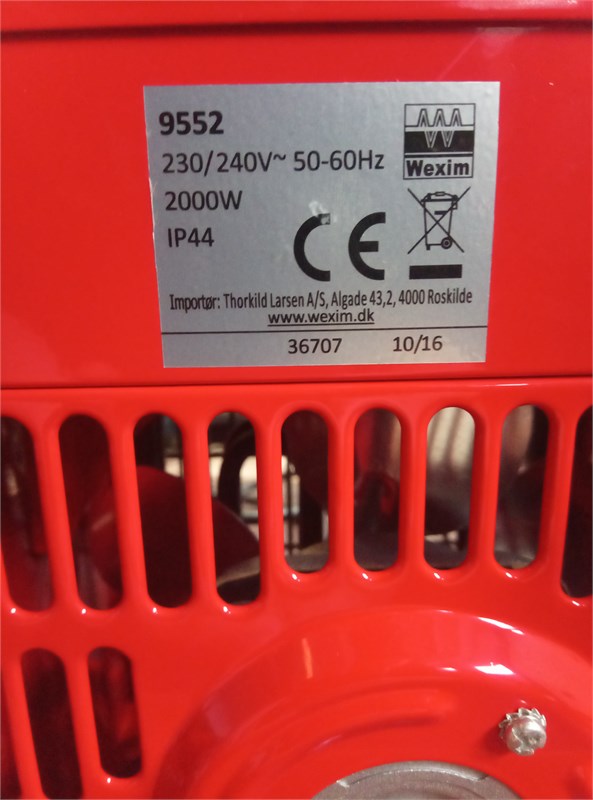 9552
Wexim
230/240V~ 50-60Hz
2000W
IP44
CE
Importør: Thorkild Larsen A/S, Algade 43,2, 4000 Roskilde
www.wexim.dk
36707 10/16